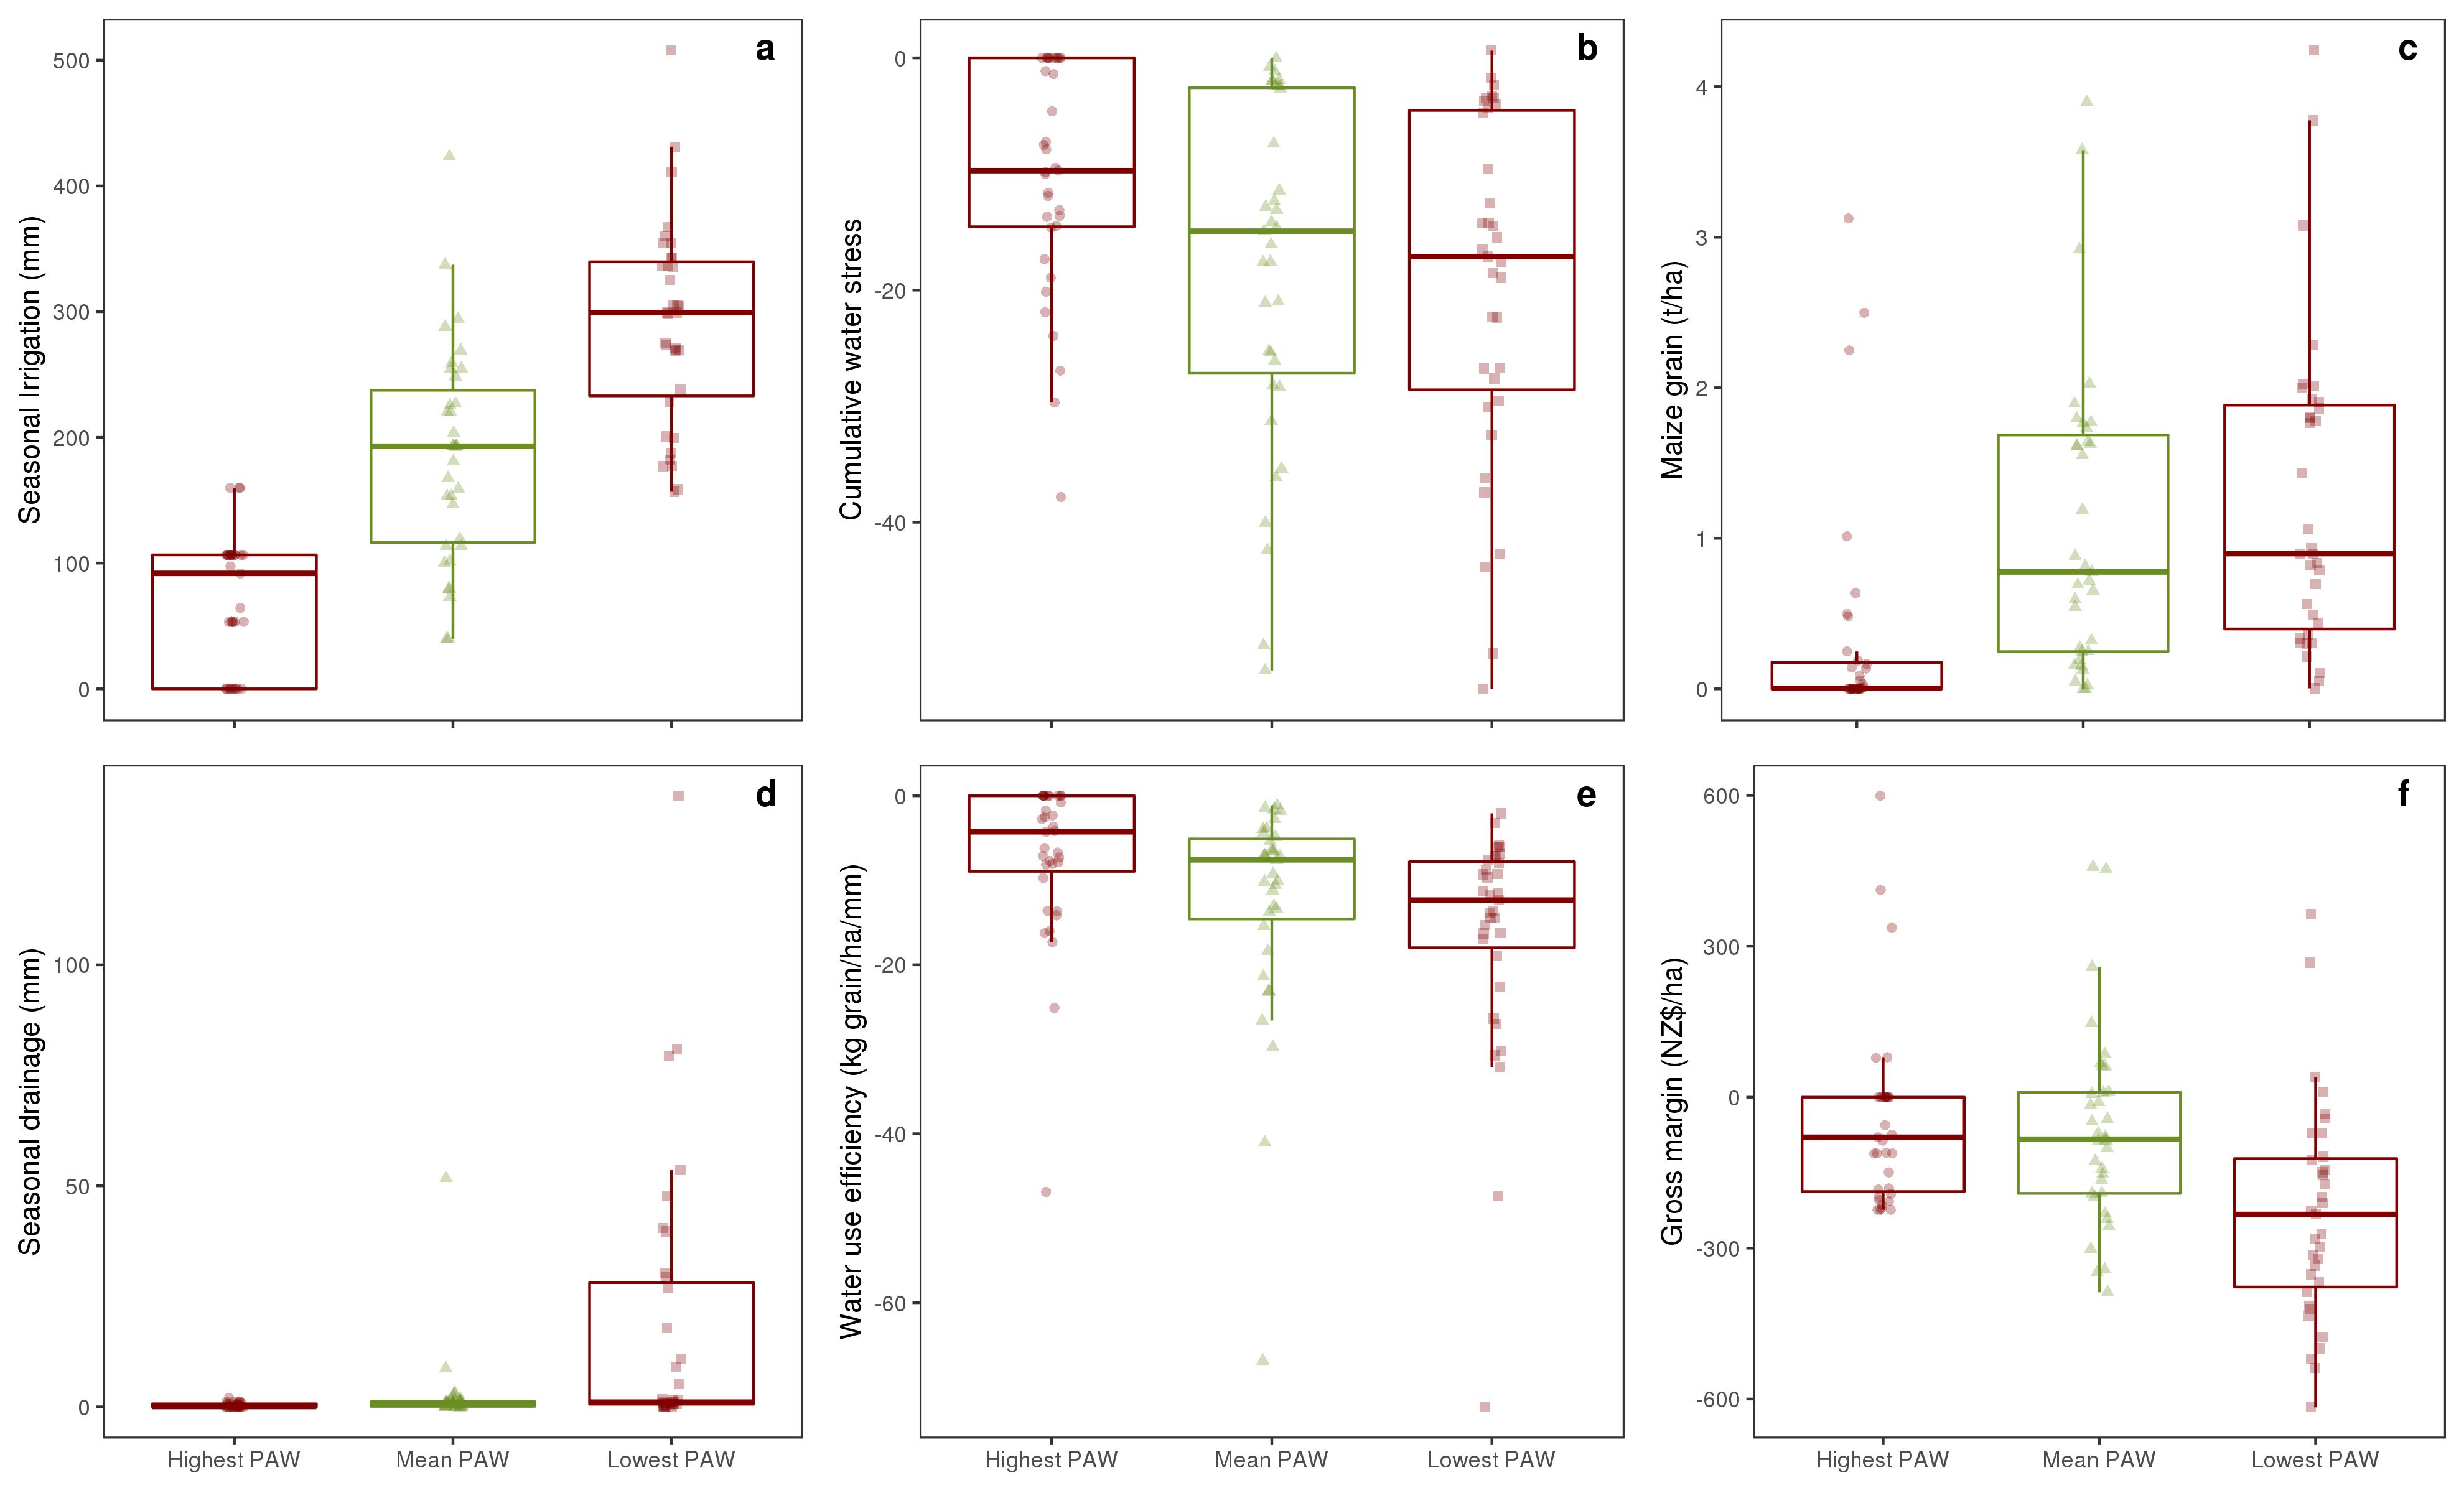 a
Seasonal Irrigation (mm)
500
400
300
200
100
0
b
Cumulative water stress
0
-20
-40
c
Maize grain (t/ha)
4
3
2
1
0
d
Seasonal drainage (mm)
100
50
0
Highest PAW Mean PAW Lowest PAW
e
Water use efficiency (kg grain/ha/mm)
0
-20
-40
-60
Highest PAW Mean PAW Lowest PAW
f
Gross margin (NZ$/ha)
600
300
0
-300
-600
Highest PAW Mean PAW Lowest PAW